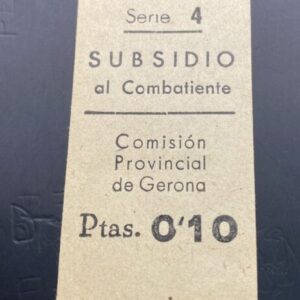 Serie 4
SUBSIDIO
al Combatiente
Comisión
Provincial
de Gerona
Ptas. 0'10